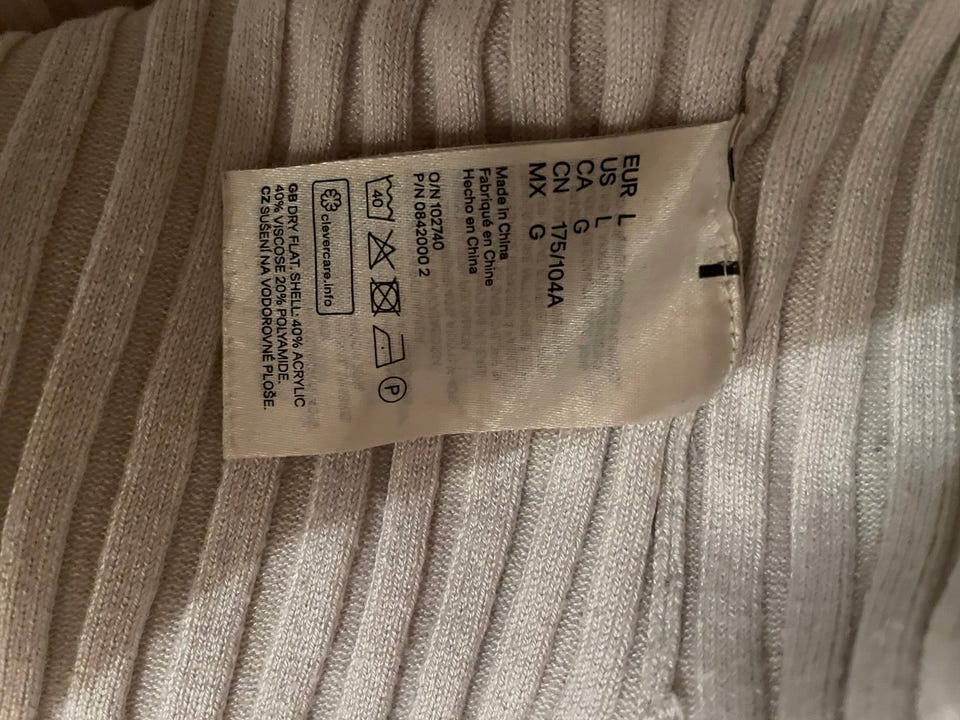 EUR L
US L
CA G
CN 175/104A
MX G
Made in China
Fabriqué en Chine
Hecho en China
O/N 102740
P/N 0842000 2
40
P
clevercare.info
GB DRY FLAT. SHELL: 40% ACRYLIC
40% VISCOSE 20% POLYAMIDE.
CZ SUŠENÍ NA VODOROVNÉ PLOŠE.